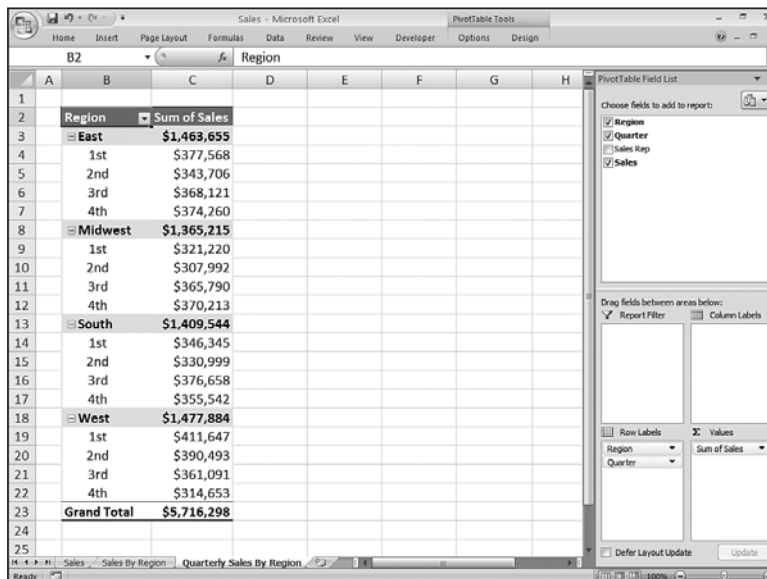 Sales - Microsoft Excel
PivotTable Tools
Home Insert Page Layout Formulas Data Review View Developer Options Design
B2 fx Region
A B C D E F G H
PivotTable Field List
Choose fields to add to report:
Region
Quarter
Sales Rep
Sales
1
2 Region Sum of Sales
3 East $1,463,655
4 1st $377,568
5 2nd $343,706
6 3rd $368,121
7 4th $374,260
8 Midwest $1,365,215
9 1st $321,220
10 2nd $307,992
11 3rd $365,790
12 4th $370,213
13 South $1,409,544
14 1st $346,345
15 2nd $330,999
16 3rd $376,658
17 4th $355,542
18 West $1,477,884
19 1st $411,647
20 2nd $390,493
21 3rd $361,091
22 4th $314,653
23 Grand Total $5,716,298
24
25
Drag fields between areas below:
Report Filter Column Labels
Row Labels Σ Values
Region Sum of Sales
Quarter
Defer Layout Update Update
Sales Sales By Region Quarterly Sales By Region
Ready 100%